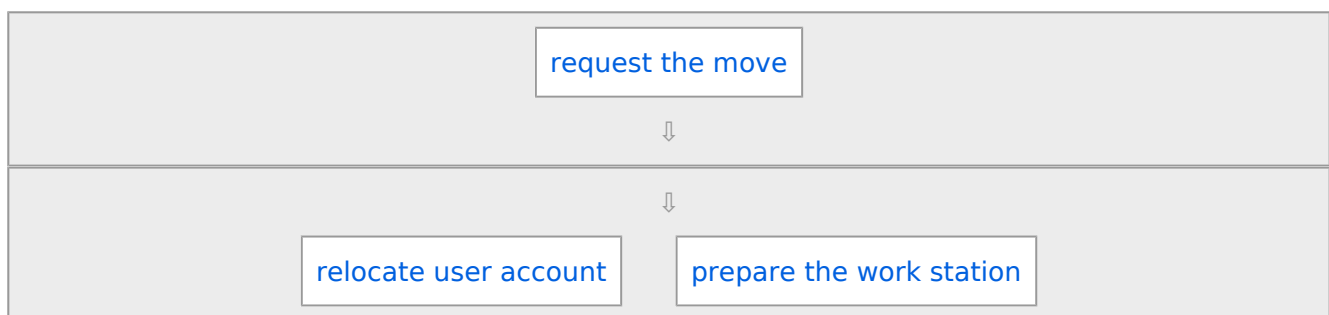 request the move
⇩
⇩
relocate user account prepare the work station